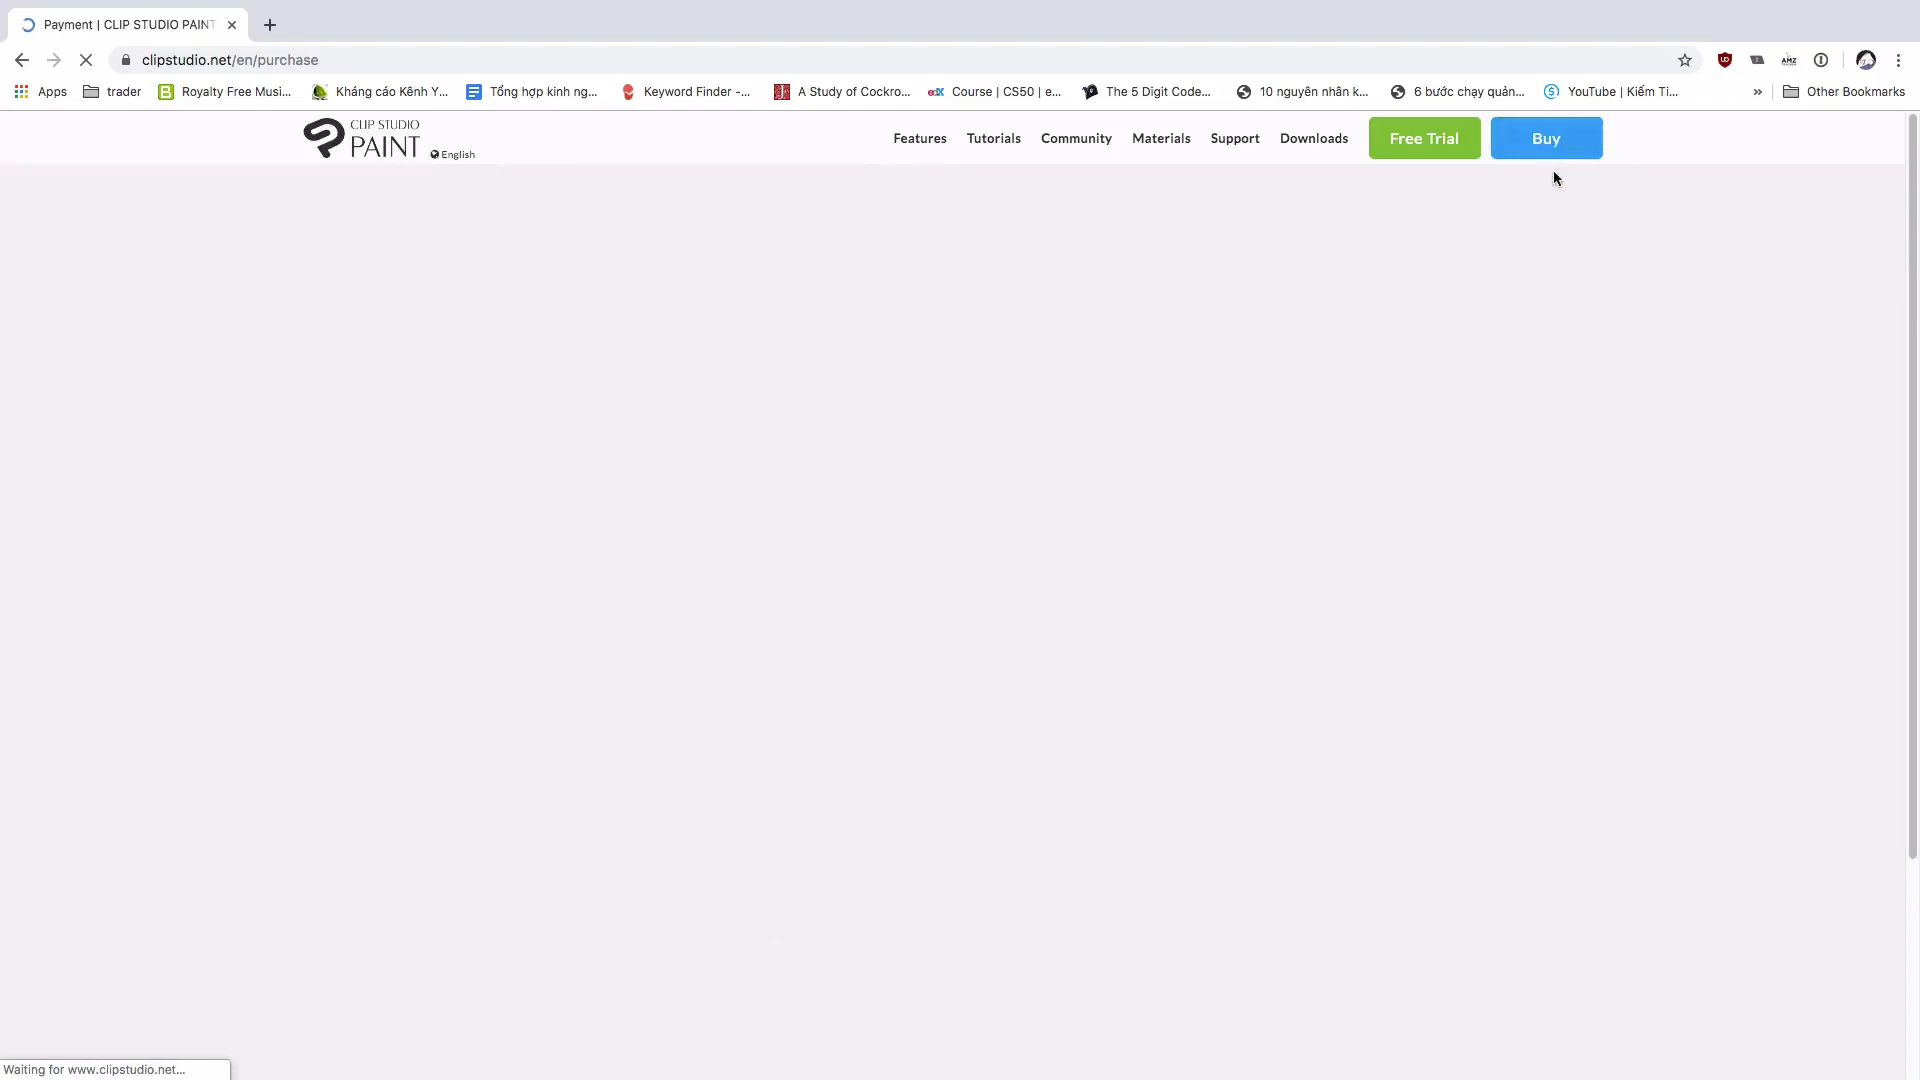 Payment | CLIP STUDIO PAINT
clipstudio.net/en/purchase
Apps trader Royalty Free Musi... Kháng cáo Kênh Y... Tổng hợp kinh ng... Keyword Finder -... A Study of Cockro... edX Course | CS50 | e... The 5 Digit Code... 10 nguyên nhân k... 6 bước chạy quản... YouTube | Kiếm Ti... » Other Bookmarks
CLIP STUDIO
PAINT
English
Features Tutorials Community Materials Support Downloads Free Trial Buy
Waiting for www.clipstudio.net...